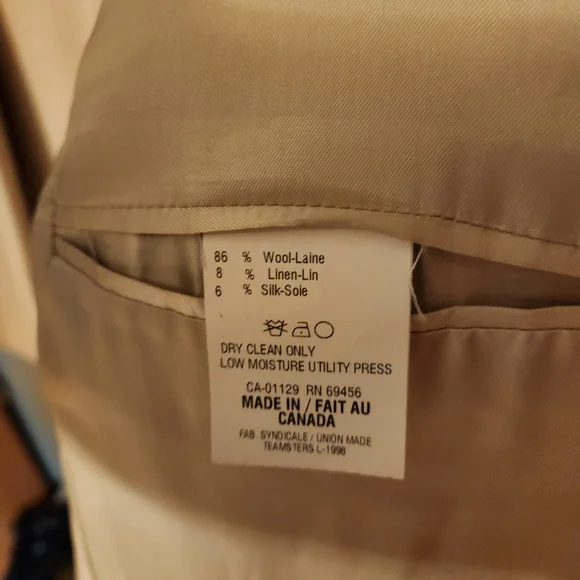 86 % Wool-Laine
8 % Linen-Lin
6 % Silk-Soie
DRY CLEAN ONLY
LOW MOISTURE UTILITY PRESS
CA-01129 RN 69456
MADE IN / FAIT AU
CANADA
FAB SYNDICALE / UNION MADE
TEAMSTERS L-1998